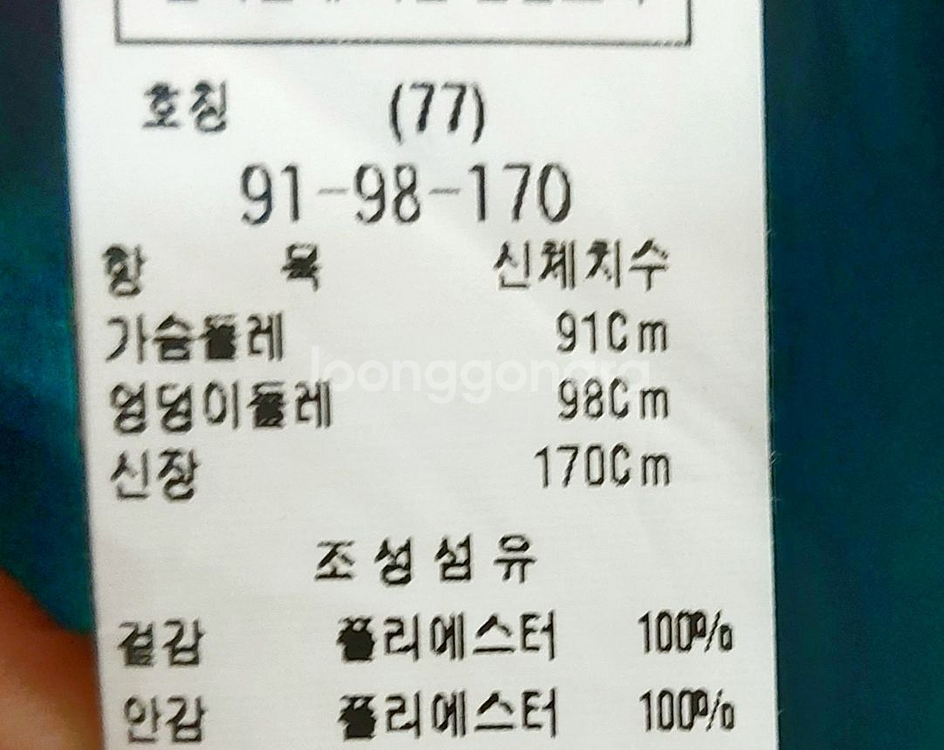 호칭 (77)
91-98-170
항 목 신체치수
가슴둘레 91Cm
엉덩이둘레 98Cm
신장 170Cm
joonggonara
조성섬유
겉감 폴리에스터 100%
안감 폴리에스터 100%